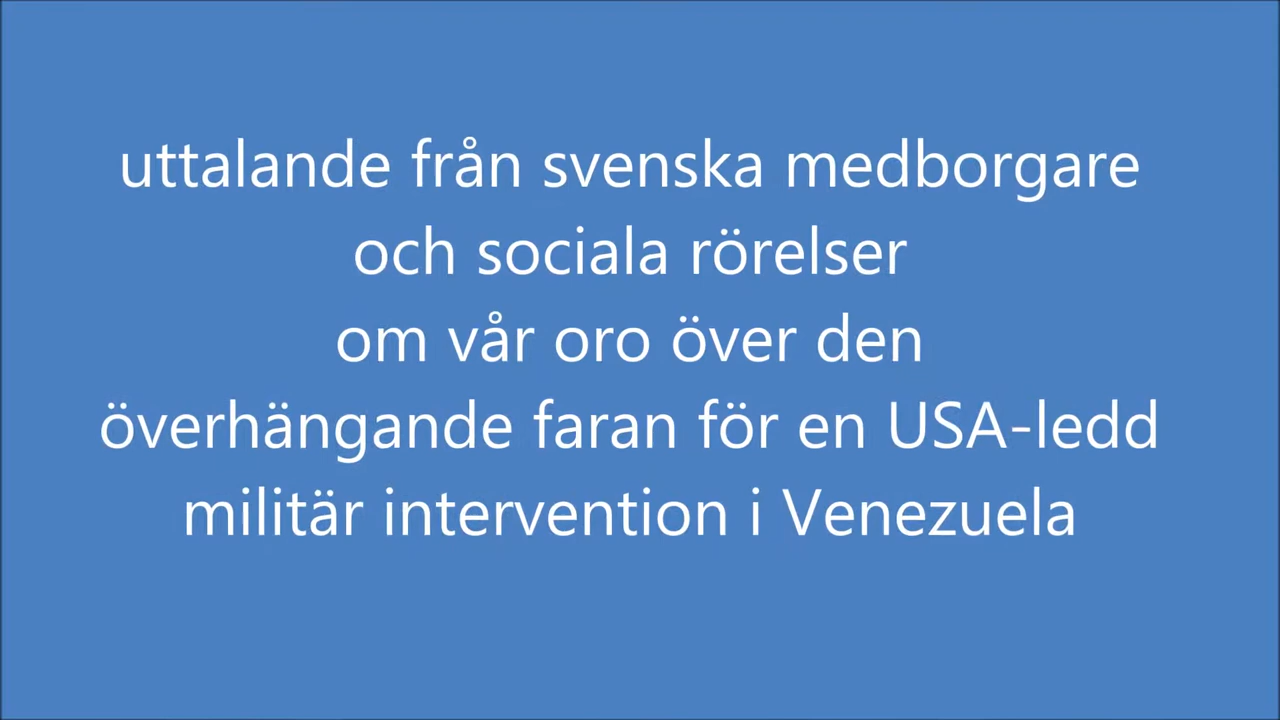 uttalande från svenska medborgare
och sociala rörelser
om vår oro över den
överhängande faran för en USA-ledd
militär intervention i Venezuela